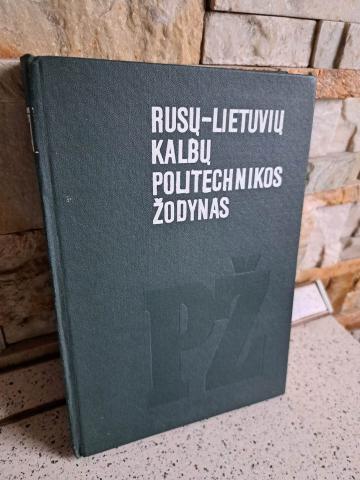 RUSŲ-LIETUVIŲ
KALBŲ
POLITECHNIKOS
ŽODYNAS
PŽ